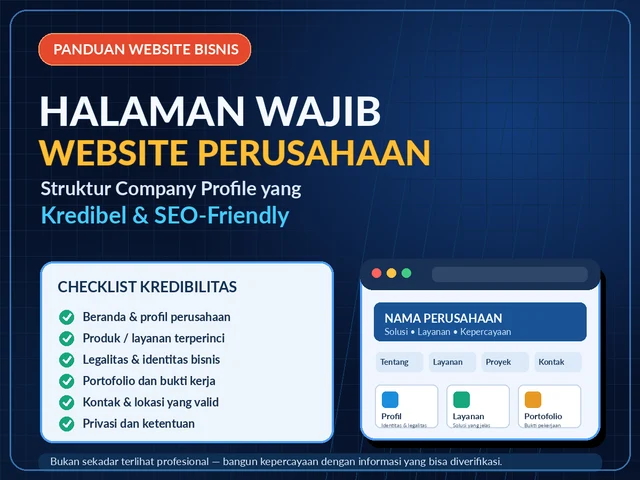 PANDUAN WEBSITE BISNIS
HALAMAN WAJIB
WEBSITE PERUSAHAAN
Struktur Company Profile yang
Kredibel & SEO-Friendly
CHECKLIST KREDIBILITAS
Beranda & profil perusahaan
Produk / layanan terperinci
Legalitas & identitas bisnis
Portofolio dan bukti kerja
Kontak & lokasi yang valid
Privasi dan ketentuan
NAMA PERUSAHAAN
Solusi • Layanan • Kepercayaan
Tentang Layanan Proyek Kontak
Profil Layanan Portofolio
Identitas & legalitas Solusi yang jelas Bukti pekerjaan
Bukan sekadar terlihat profesional — bangun kepercayaan dengan informasi yang bisa diverifikasi.